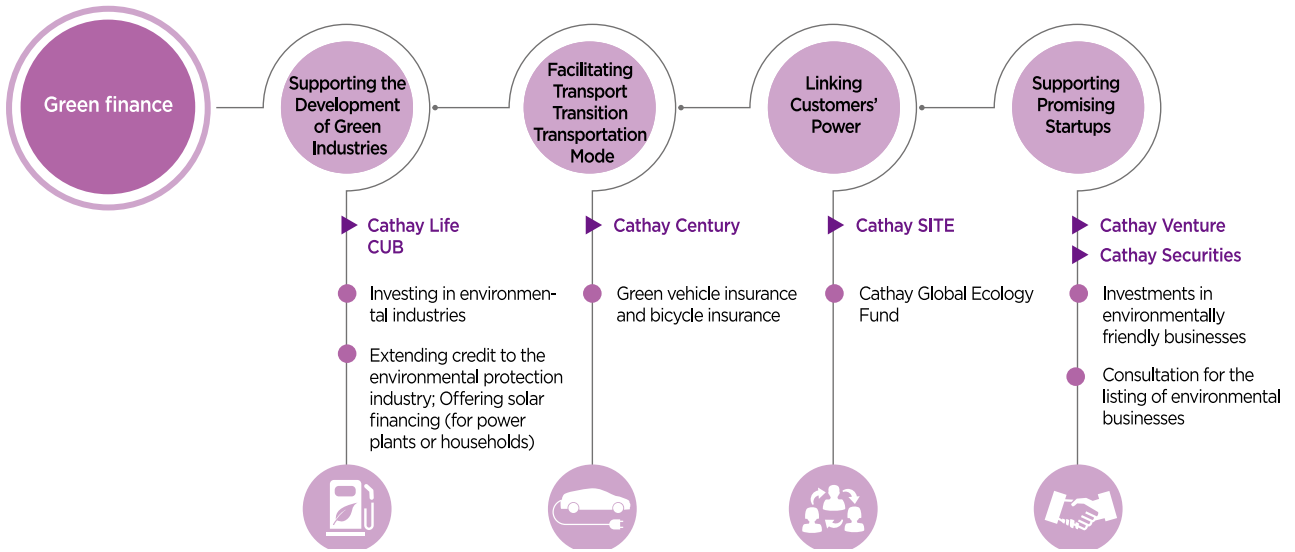 Green finance
Supporting the
Development
of Green
Industries
Cathay Life
CUB
Investing in environmen-
tal industries
Extending credit to the
environmental protection
industry; Offering solar
financing (for power
plants or households)
Facilitating
Transport
Transition
Transportation
Mode
Cathay Century
Green vehicle insurance
and bicycle insurance
Linking
Customers'
Power
Cathay SITE
Cathay Global Ecology
Fund
Supporting
Promising
Startups
Cathay Venture
Cathay Securities
Investments in
environmentally
friendly businesses
Consultation for the
listing of environmental
businesses